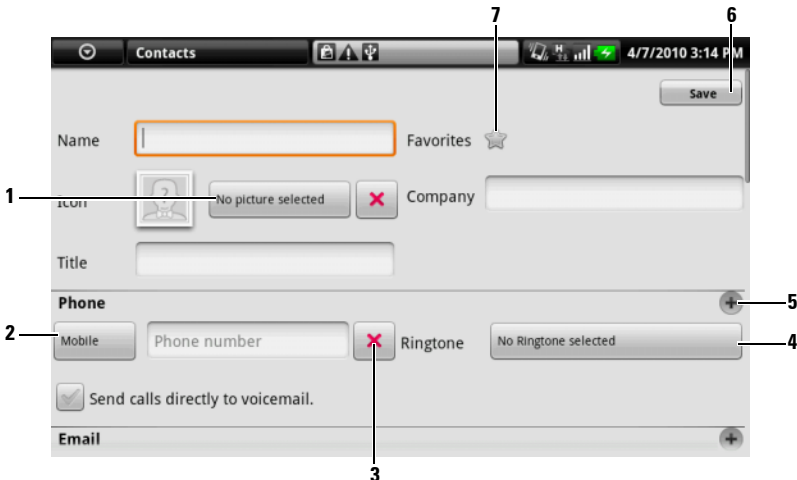 7 6
Contacts 4/7/2010 3:14 PM
Save
Name Favorites
1 Icon No picture selected Company
Title
Phone 5
2 Mobile Phone number Ringtone No Ringtone selected 4
Send calls directly to voicemail.
Email
3